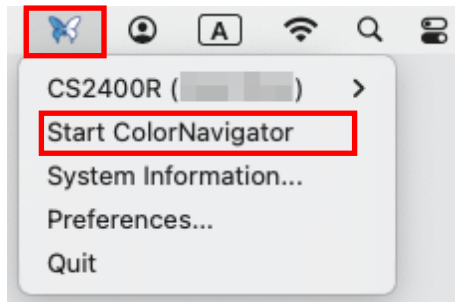 A
CS2400R ( )
Start ColorNavigator
System Information...
Preferences...
Quit